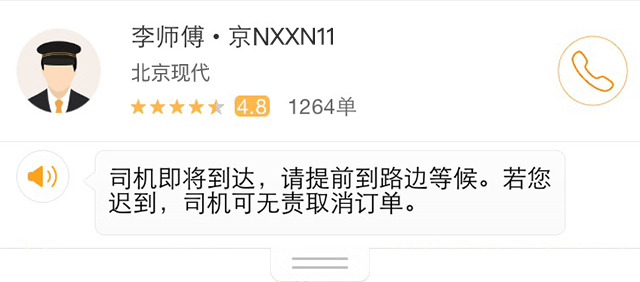 李师傅•京NXXN11
北京现代
4.8 1264单
司机即将到达，请提前到路边等候。若您
迟到，司机可无责取消订单。